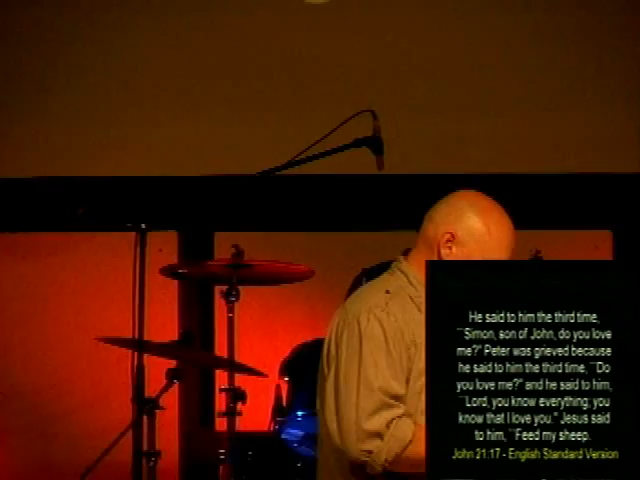 He said to him the third time,
``Simon, son of John, do you love
me?" Peter was grieved because
he said to him the third time, ``Do
you love me?" and he said to him,
``Lord, you know everything; you
know that I love you." Jesus said
to him, ``Feed my sheep.
John 21:17 - English Standard Version